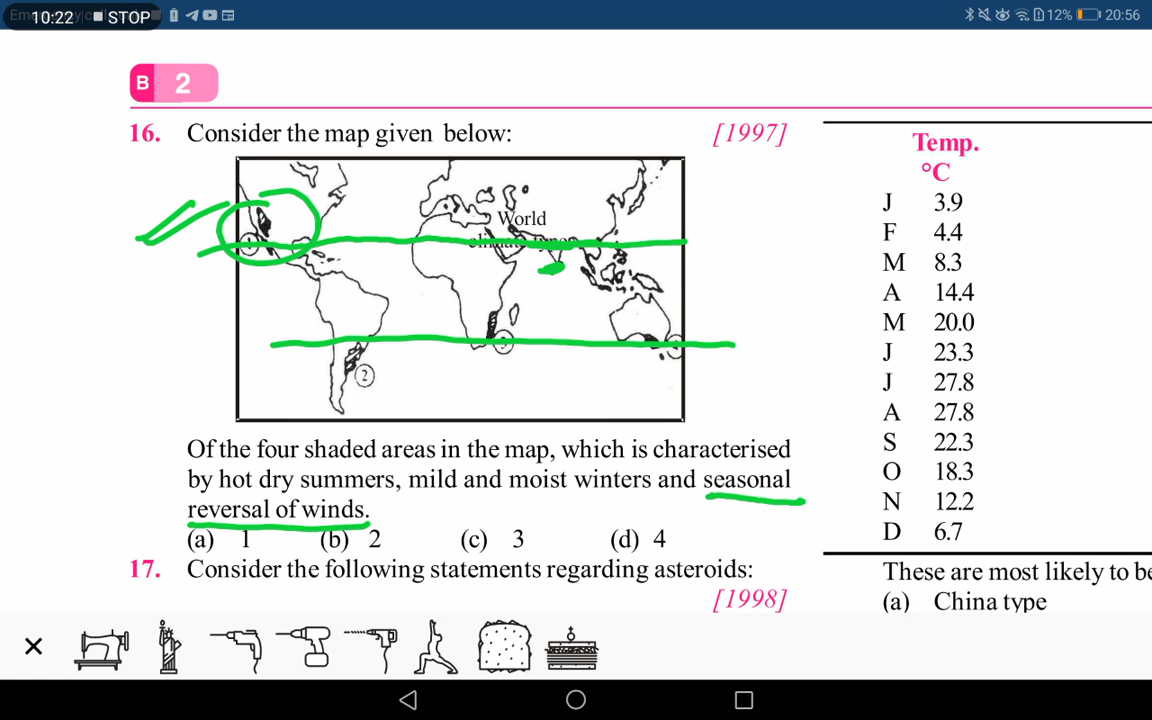 10:22 STOP
12% 20:56
B 2
16. Consider the map given below: [1997]
World
1
2
3
Of the four shaded areas in the map, which is characterised
by hot dry summers, mild and moist winters and seasonal
reversal of winds.
(a) 1 (b) 2 (c) 3 (d) 4
17. Consider the following statements regarding asteroids:
[1998]
Temp.
°C
J 3.9
F 4.4
M 8.3
A 14.4
M 20.0
J 23.3
J 27.8
A 27.8
S 22.3
O 18.3
N 12.2
D 6.7
These are most likely to be
(a) China type